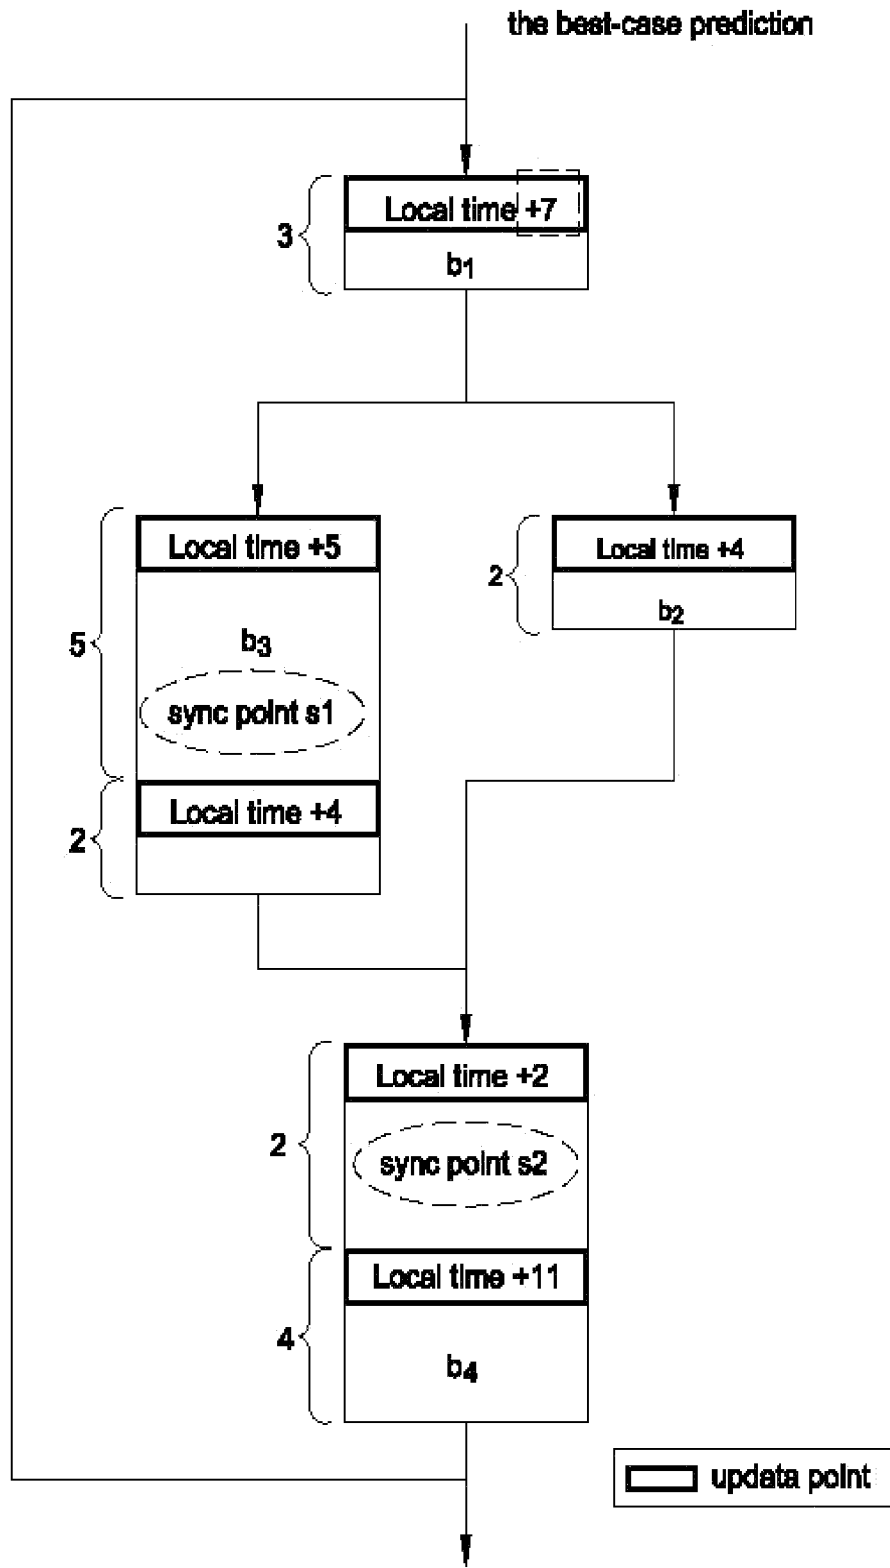 the best-case prediction
Local time +7
3
b1
Local time +5
Local time +4
2
b2
5
b3
sync point s1
Local time +4
2
Local time +2
2
sync point s2
Local time +11
4
b4
updata point